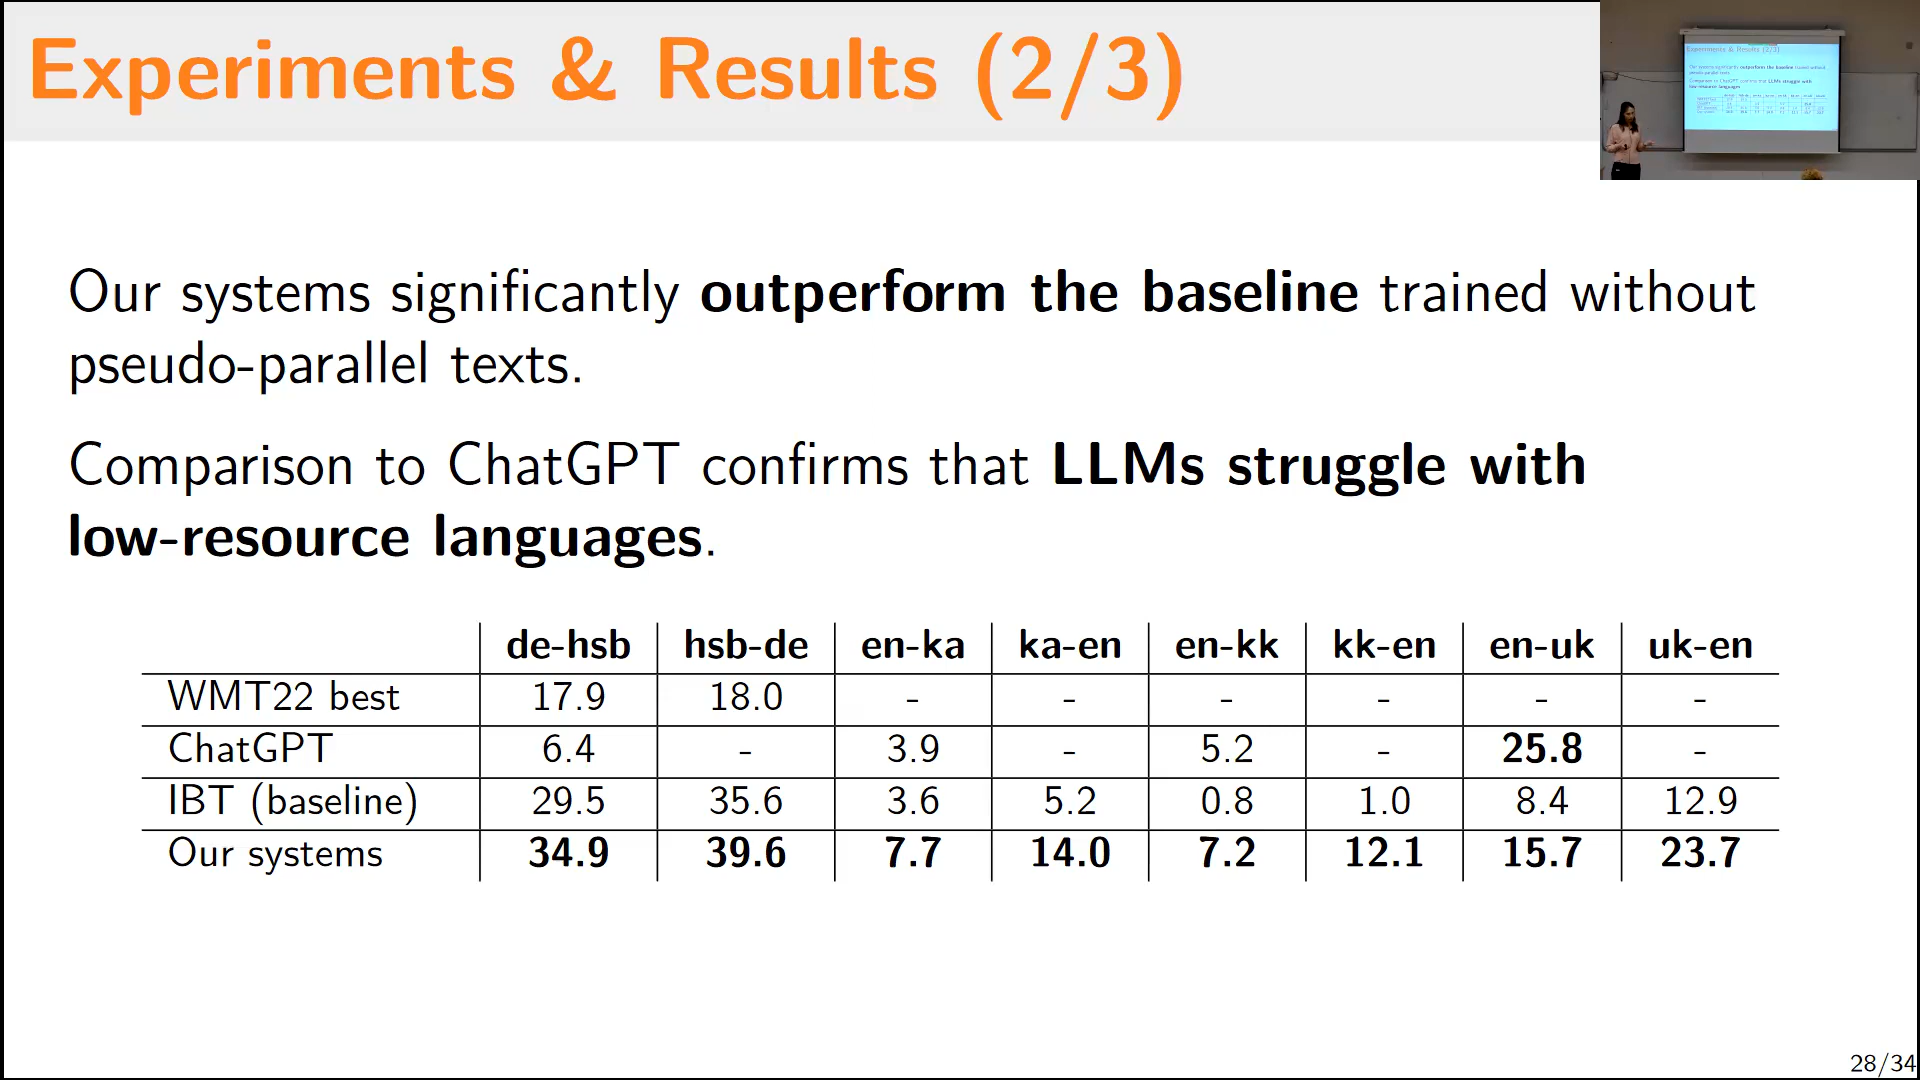 Experiments & Results (2/3)
Our systems significantly outperform the baseline trained without
pseudo-parallel texts.
Comparison to ChatGPT confirms that LLMs struggle with
low-resource languages.
de-hsb hsb-de en-ka ka-en en-kk kk-en en-uk uk-en
WMT22 best 17.9 18.0 - - - - - -
ChatGPT 6.4 - 3.9 - 5.2 - 25.8 -
IBT (baseline) 29.5 35.6 3.6 5.2 0.8 1.0 8.4 12.9
Our systems 34.9 39.6 7.7 14.0 7.2 12.1 15.7 23.7
28/34